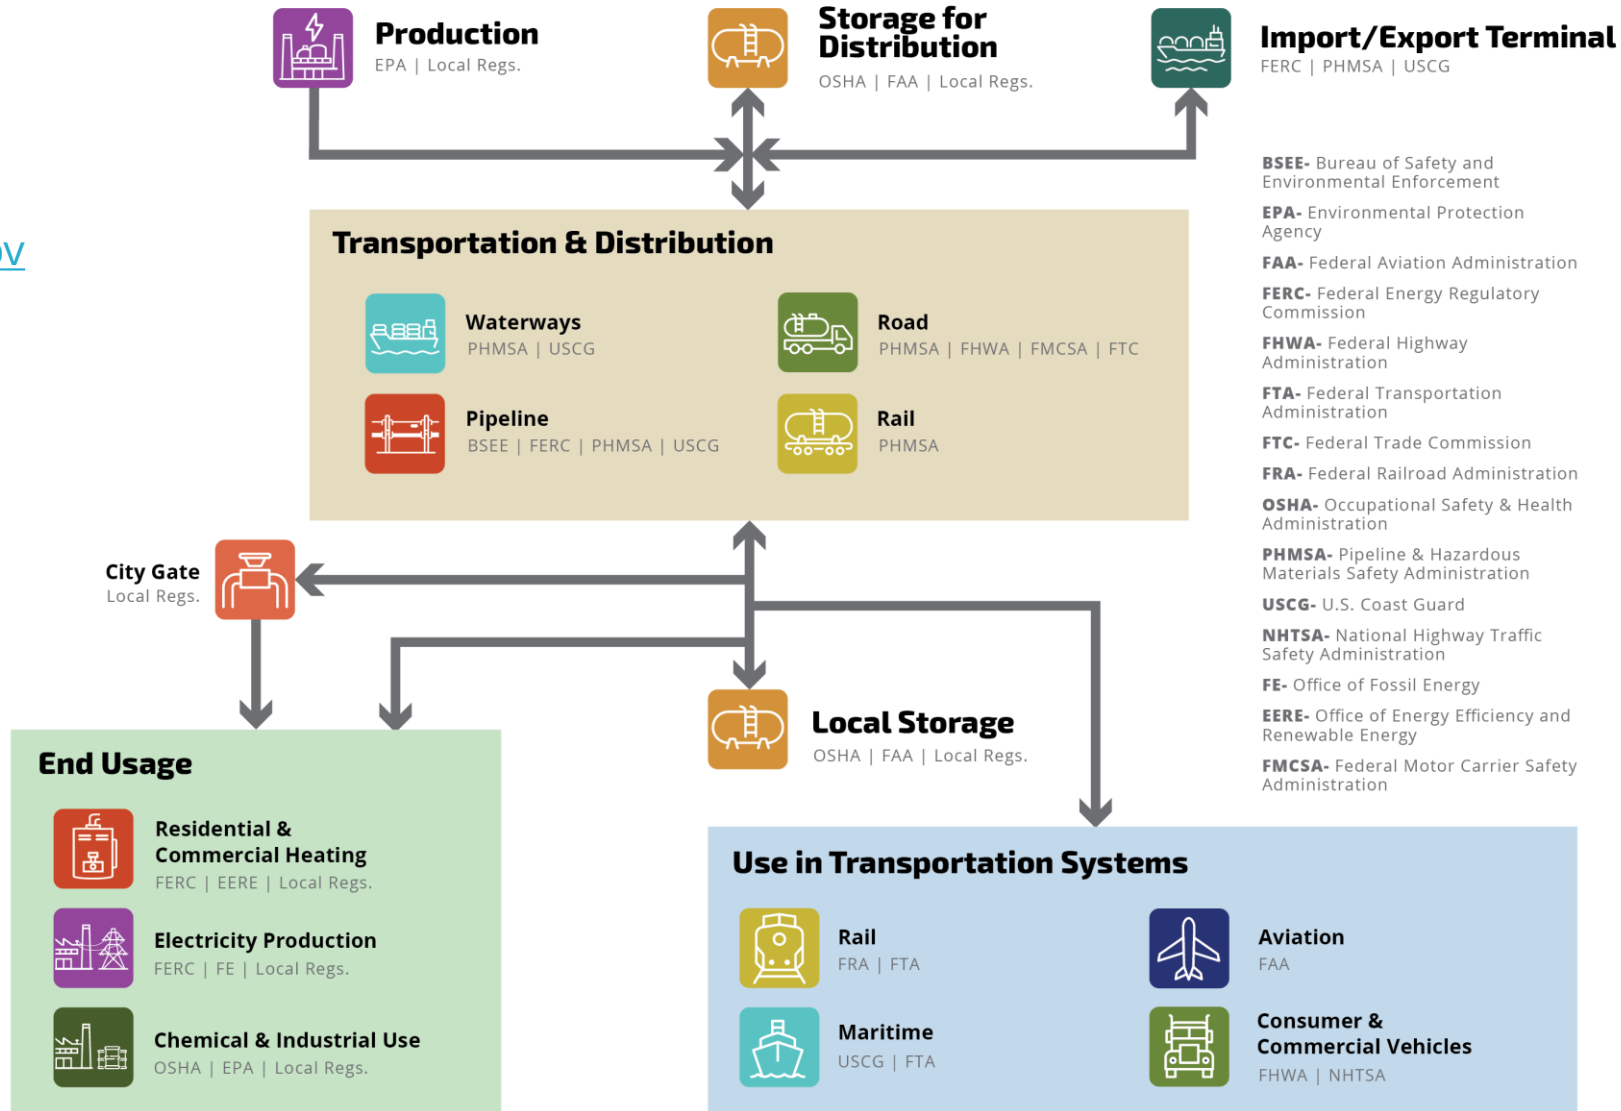 Production
EPA | Local Regs.
Storage for
Distribution
OSHA | FAA | Local Regs.
Import/Export Terminal
FERC | PHMSA | USCG
Transportation & Distribution
Waterways
PHMSA | USCG
Road
PHMSA | FHWA | FMCSA | FTC
Pipeline
BSEE | FERC | PHMSA | USCG
Rail
PHMSA
City Gate
Local Regs.
Local Storage
OSHA | FAA | Local Regs.
End Usage
Residential &
Commercial Heating
FERC | EERE | Local Regs.
Electricity Production
FERC | FE | Local Regs.
Chemical & Industrial Use
OSHA | EPA | Local Regs.
Use in Transportation Systems
Rail
FRA | FTA
Aviation
FAA
Maritime
USCG | FTA
Consumer &
Commercial Vehicles
FHWA | NHTSA
BSEE- Bureau of Safety and
Environmental Enforcement
EPA- Environmental Protection
Agency
FAA- Federal Aviation Administration
FERC- Federal Energy Regulatory
Commission
FHWA- Federal Highway
Administration
FTA- Federal Transportation
Administration
FTC- Federal Trade Commission
FRA- Federal Railroad Administration
OSHA- Occupational Safety & Health
Administration
PHMSA- Pipeline & Hazardous
Materials Safety Administration
USCG- U.S. Coast Guard
NHTSA- National Highway Traffic
Safety Administration
FE- Office of Fossil Energy
EERE- Office of Energy Efficiency and
Renewable Energy
FMCSA- Federal Motor Carrier Safety
Administration